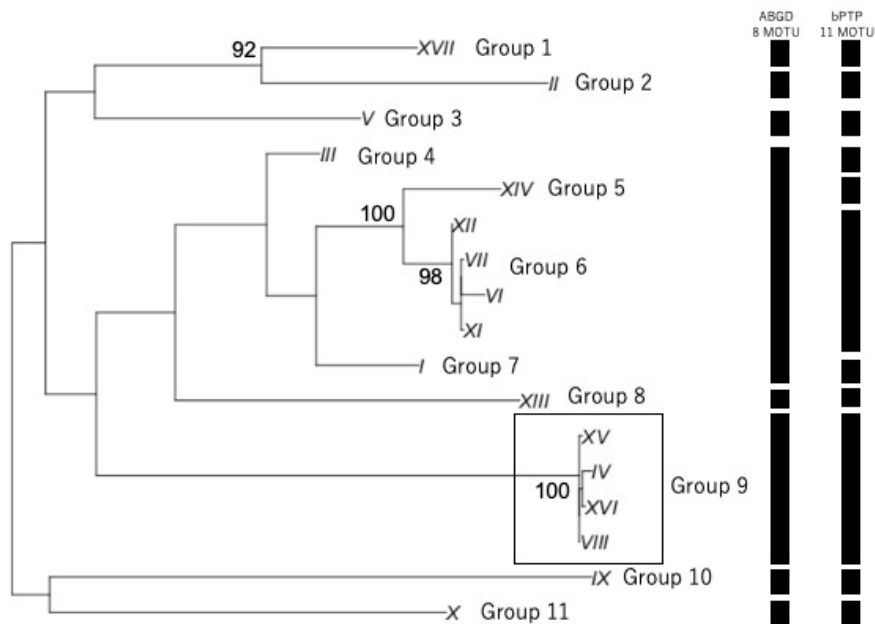 ABGD
8 MOTU
bPTP
11 MOTU
92
XVII Group 1
II Group 2
V Group 3
III Group 4
XIV Group 5
100
XII
VII
Group 6
98
VI
XI
I Group 7
XIII Group 8
XV
IV
Group 9
100
XVI
VIII
IX Group 10
X Group 11